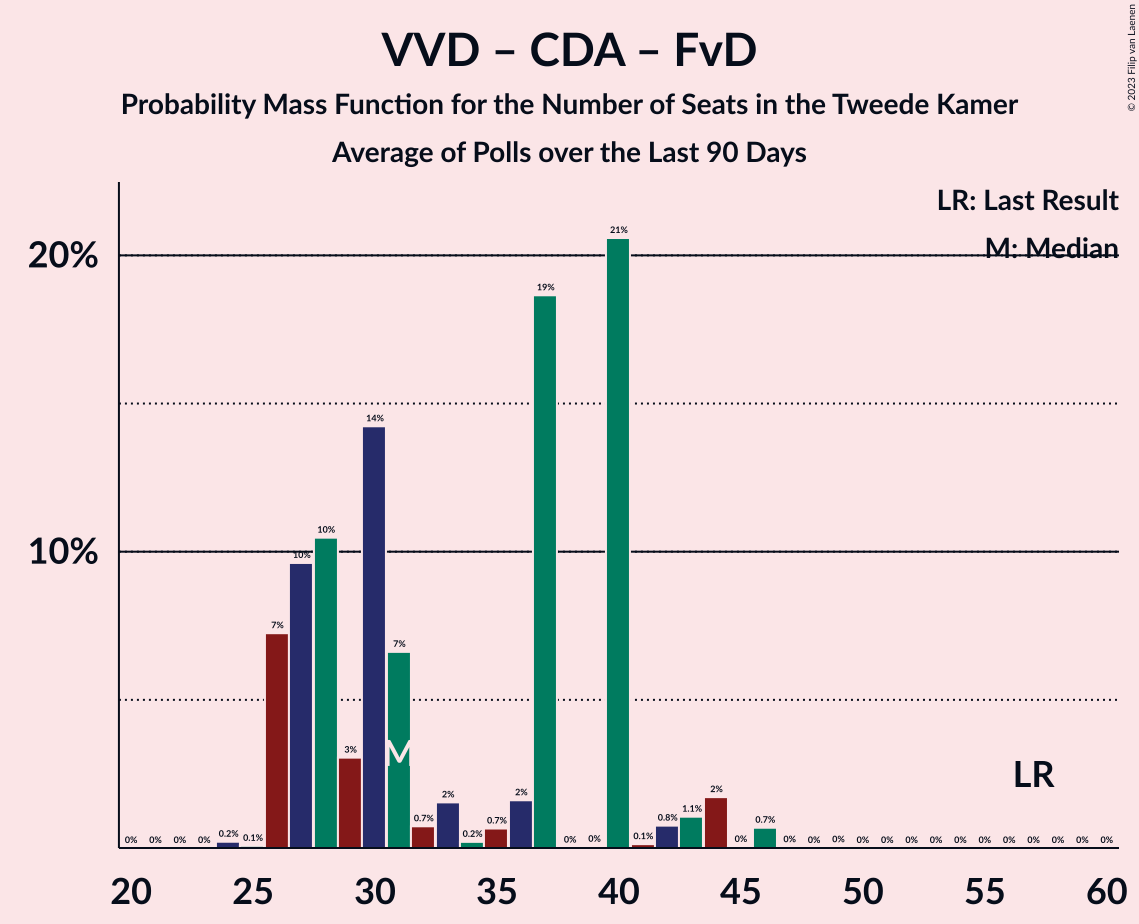 © 2023 Filip van Laenen
VVD – CDA – FvD
Probability Mass Function for the Number of Seats in the Tweede Kamer
Average of Polls over the Last 90 Days
LR: Last Result
M: Median
20%
10%
0% 0% 0% 0% 0.2% 0.1% 7% 10% 10% 3% 14% 7% 0.7% 2% 0.2% 0.7% 2% 19% 0% 0% 21% 0.1% 0.8% 1.1% 2% 0% 0.7% 0% 0% 0% 0% 0% 0% 0% 0% 0% 0% 0% 0% 0% 0%
M
LR
20 25 30 35 40 45 50 55 60